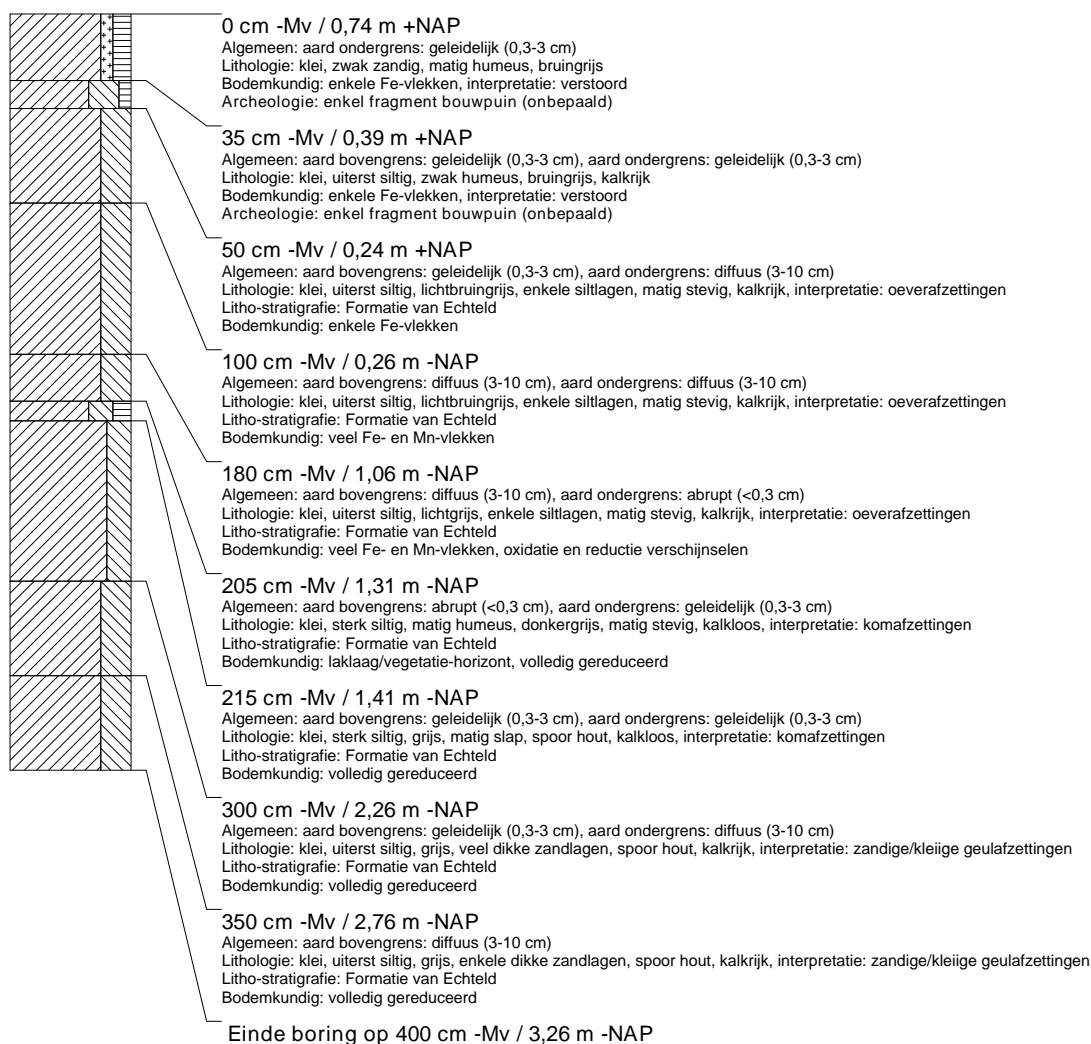 0 cm -Mv / 0,74 m +NAP
Algemeen: aard ondergrens: geleidelijk (0,3-3 cm)
Lithologie: klei, zwak zandig, matig humeus, bruingrijs
Bodemkundig: enkele Fe-vlekken, interpretatie: verstoord
Archeologie: enkel fragment bouwpuin (onbepaald)
35 cm -Mv / 0,39 m +NAP
Algemeen: aard bovengrens: geleidelijk (0,3-3 cm), aard ondergrens: geleidelijk (0,3-3 cm)
Lithologie: klei, uiterst siltig, zwak humeus, bruingrijs, kalkrijk
Bodemkundig: enkele Fe-vlekken, interpretatie: verstoord
Archeologie: enkel fragment bouwpuin (onbepaald)
50 cm -Mv / 0,24 m +NAP
Algemeen: aard bovengrens: geleidelijk (0,3-3 cm), aard ondergrens: diffuus (3-10 cm)
Lithologie: klei, uiterst siltig, lichtbruingrijs, enkele siltlagen, matig stevig, kalkrijk, interpretatie: oeverafzettingen
Litho-stratigrafie: Formatie van Echteld
Bodemkundig: enkele Fe-vlekken
100 cm -Mv / 0,26 m -NAP
Algemeen: aard bovengrens: diffuus (3-10 cm), aard ondergrens: diffuus (3-10 cm)
Lithologie: klei, uiterst siltig, lichtbruingrijs, enkele siltlagen, matig stevig, kalkrijk, interpretatie: oeverafzettingen
Litho-stratigrafie: Formatie van Echteld
Bodemkundig: veel Fe- en Mn-vlekken
180 cm -Mv / 1,06 m -NAP
Algemeen: aard bovengrens: diffuus (3-10 cm), aard ondergrens: abrupt (<0,3 cm)
Lithologie: klei, uiterst siltig, lichtgrijs, enkele siltlagen, matig stevig, kalkrijk, interpretatie: oeverafzettingen
Litho-stratigrafie: Formatie van Echteld
Bodemkundig: veel Fe- en Mn-vlekken, oxidatie en reductie verschijnselen
205 cm -Mv / 1,31 m -NAP
Algemeen: aard bovengrens: abrupt (<0,3 cm), aard ondergrens: geleidelijk (0,3-3 cm)
Lithologie: klei, sterk siltig, matig humeus, donkergrijs, matig stevig, kalkloos, interpretatie: komafzettingen
Litho-stratigrafie: Formatie van Echteld
Bodemkundig: laklaag/vegetatie-horizont, volledig gereduceerd
215 cm -Mv / 1,41 m -NAP
Algemeen: aard bovengrens: geleidelijk (0,3-3 cm), aard ondergrens: geleidelijk (0,3-3 cm)
Lithologie: klei, sterk siltig, grijs, matig slap, spoor hout, kalkloos, interpretatie: komafzettingen
Litho-stratigrafie: Formatie van Echteld
Bodemkundig: volledig gereduceerd
300 cm -Mv / 2,26 m -NAP
Algemeen: aard bovengrens: geleidelijk (0,3-3 cm), aard ondergrens: diffuus (3-10 cm)
Lithologie: klei, uiterst siltig, grijs, veel dikke zandlagen, spoor hout, kalkrijk, interpretatie: zandige/kleiige geulafzettingen
Litho-stratigrafie: Formatie van Echteld
Bodemkundig: volledig gereduceerd
350 cm -Mv / 2,76 m -NAP
Algemeen: aard bovengrens: diffuus (3-10 cm)
Lithologie: klei, uiterst siltig, grijs, enkele dikke zandlagen, spoor hout, kalkrijk, interpretatie: zandige/kleiige geulafzettingen
Litho-stratigrafie: Formatie van Echteld
Bodemkundig: volledig gereduceerd
Einde boring op 400 cm -Mv / 3,26 m -NAP